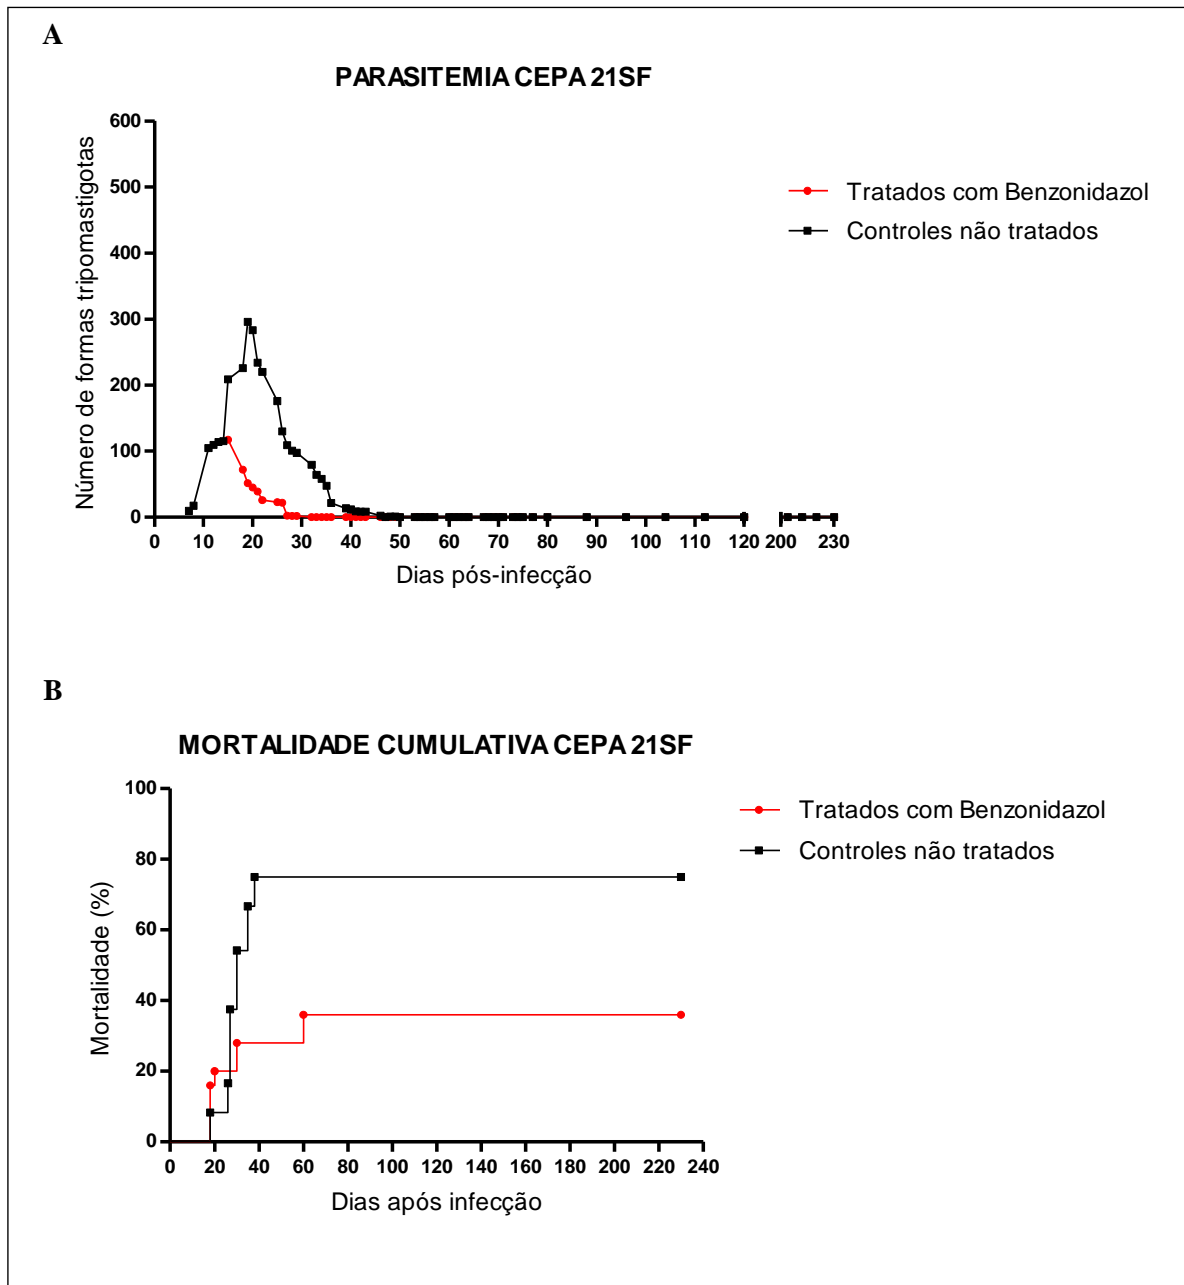 A
PARASITEMIA CEPA 21SF
600
500
400
300
200
100
0
Número de formas tripomastigotas
0 10 20 30 40 50 60 70 80 90 100 110 120 200 230
Dias pós-infecção
Tratados com Benzonidazol
Controles não tratados
B
MORTALIDADE CUMULATIVA CEPA 21SF
100
80
60
40
20
0
Mortalidade (%)
0 20 40 60 80 100 120 140 160 180 200 220 240
Dias após infecção
Tratados com Benzonidazol
Controles não tratados